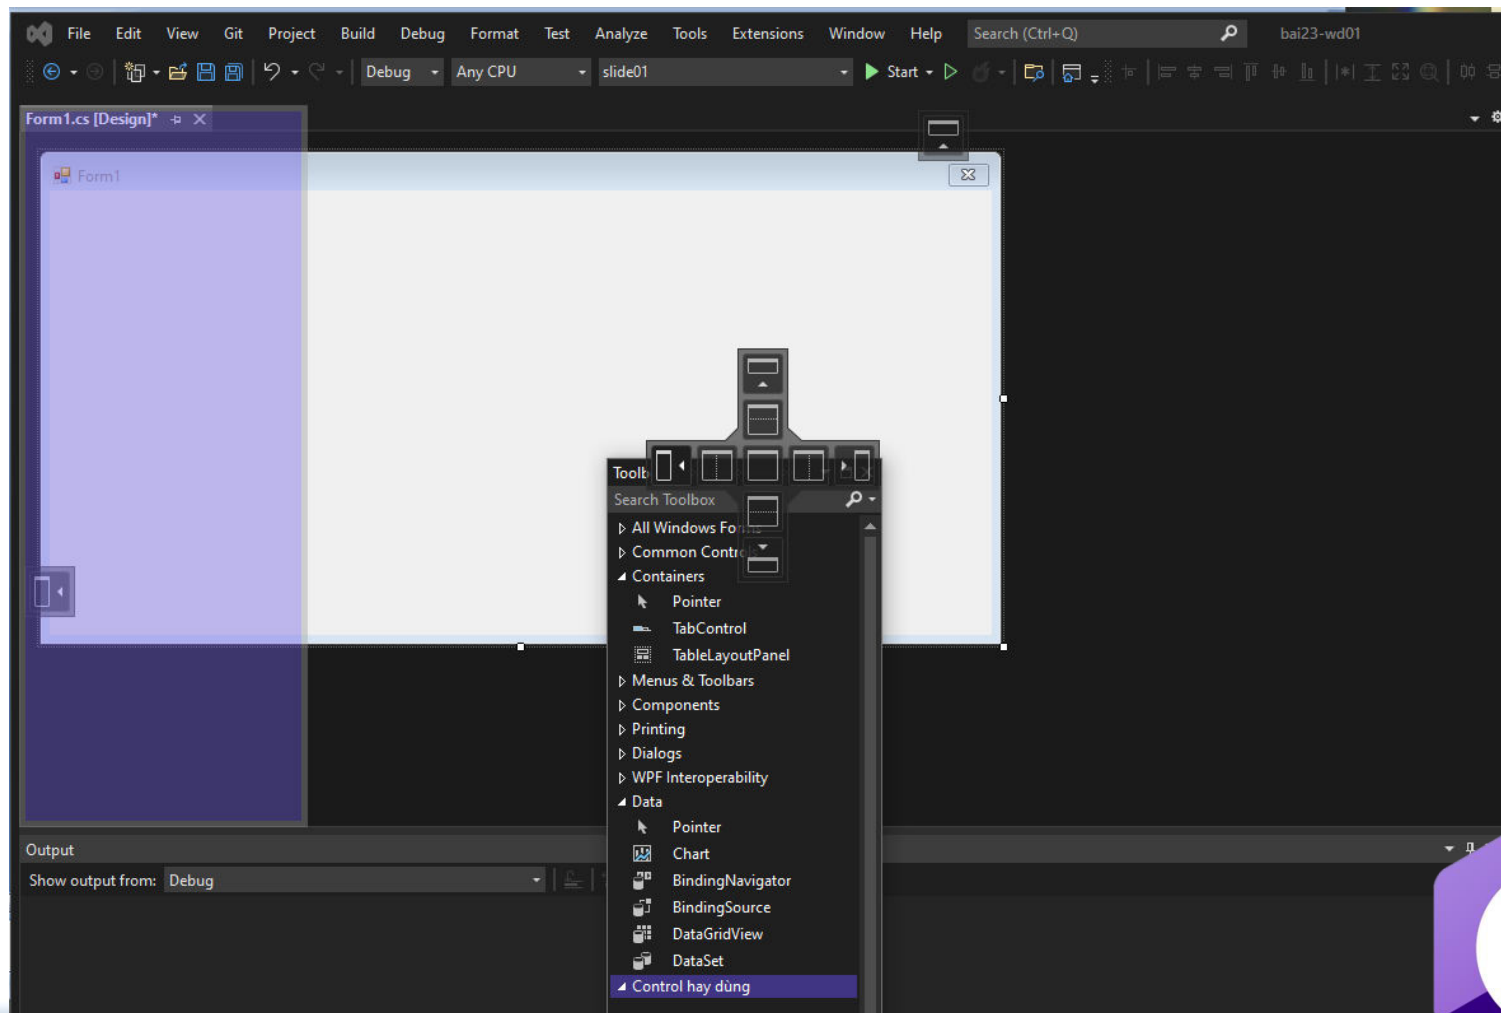 File Edit View Git Project Build Debug Format Test Analyze Tools Extensions Window Help Search (Ctrl+Q) bai23-wd01
Debug Any CPU slide01 Start
Form1.cs [Design]*
Form1
Search Toolbox
All Windows Forms
Common Controls
Containers
Pointer
TabControl
TableLayoutPanel
Menus & Toolbars
Components
Printing
Dialogs
WPF Interoperability
Data
Pointer
Chart
BindingNavigator
BindingSource
DataGridView
DataSet
Control hay dùng
Output
Show output from: Debug